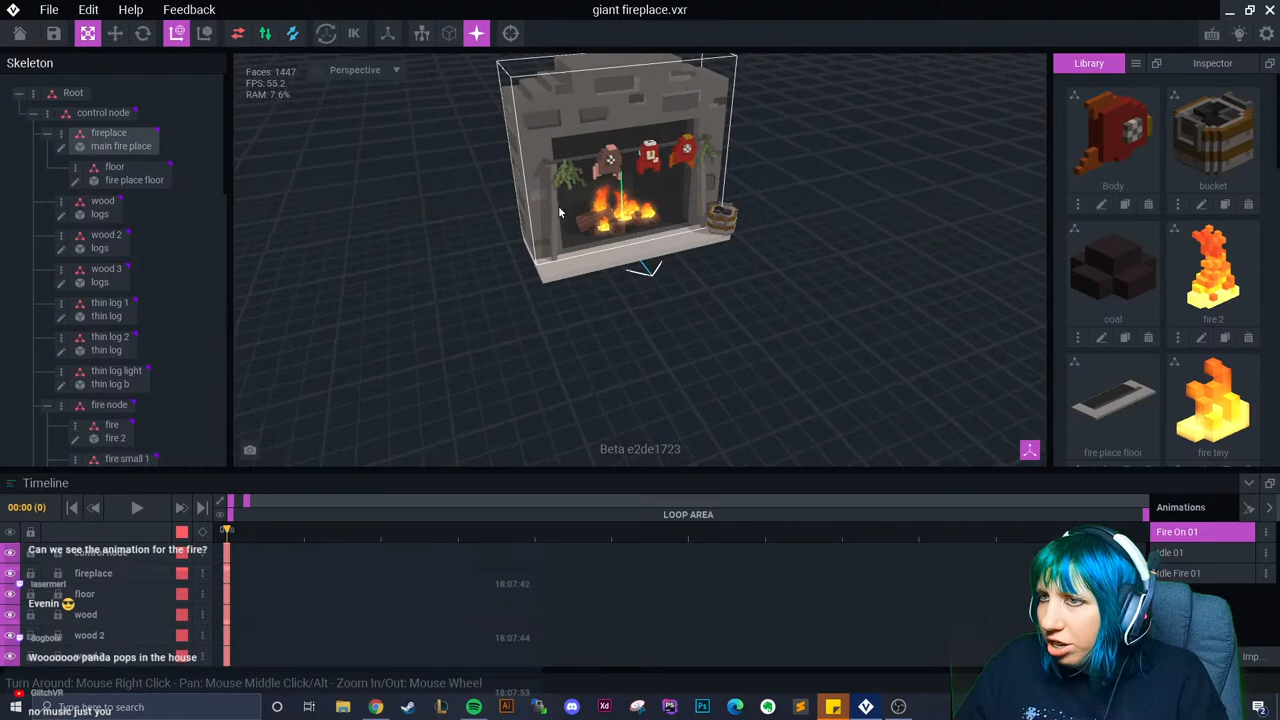 File Edit Help Feedback
giant fireplace.vxr
IK
Skeleton
Root
control node
fireplace
main fire place
floor
fire place floor
wood
logs
wood 2
logs
wood 3
logs
thin log 1
thin log
thin log 2
thin log
thin log light
thin log b
fire node
fire
fire 2
fire small 1
Faces: 1447
FPS: 55.2
RAM: 7.6%
Perspective
Beta e2de1723
Library
Inspector
Body
bucket
coal
fire 2
fire place floor
fire tiny
Timeline
00:00 (0)
LOOP AREA
Animations
Fire On 01
Idle 01
Idle Fire 01
Can we see the animation for the fire?
fireplace
lasermerl
18:07:42
floor
Evenin
wood
wood 2
dogbolx
18:07:44
Woooooo panda pops in the house
Imp...
Turn Around: Mouse Right Click - Pan: Mouse Middle Click/Alt - Zoom In/Out: Mouse Wheel
GlitchVR
18:07:53
no music just you
Type here to search